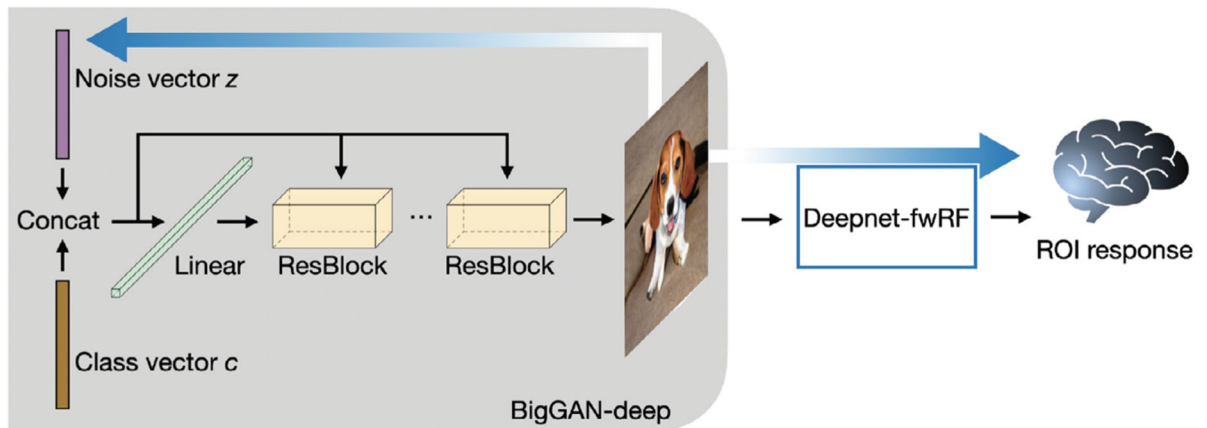 Noise vector z
Concat
Linear
ResBlock
...
ResBlock
Class vector c
BigGAN-deep
Deepnet-fwRF
ROI response